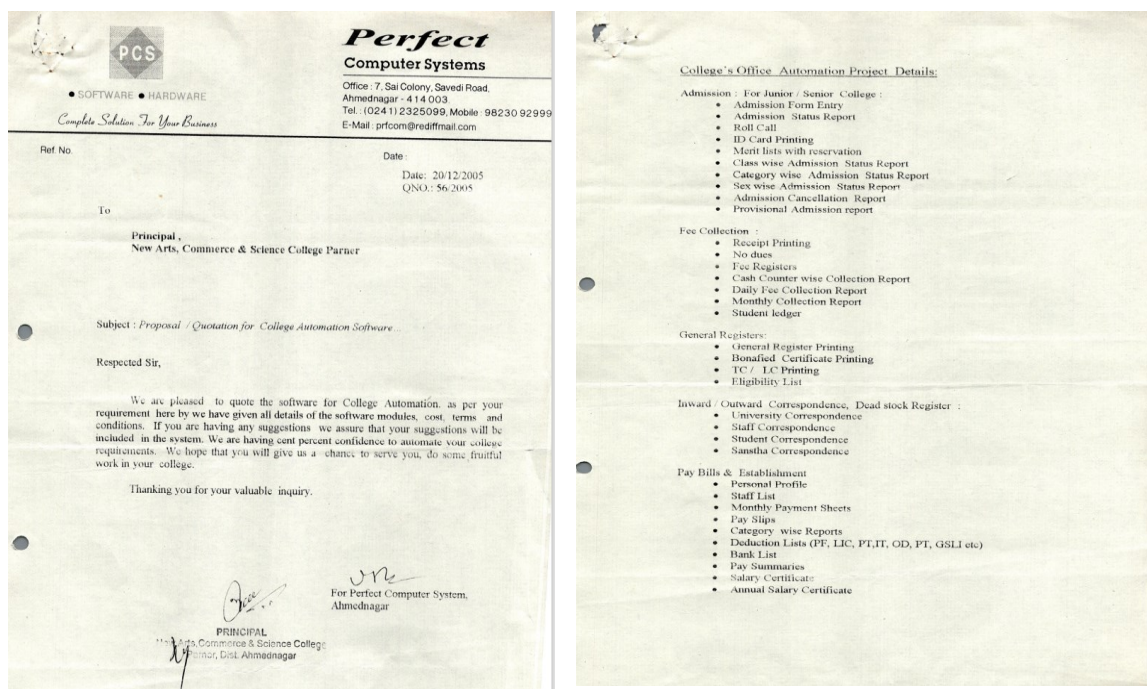 PCS
● SOFTWARE ● HARDWARE
Complete Solution For Your Business
Perfect
Computer Systems
Office : 7, Sai Colony, Savedi Road,
Ahmednagar - 414 003.
Tel. : (0241) 2325099, Mobile : 98230 92999
E-Mail : prfcom@rediffmail.com
Ref. No.
Date :
Date: 20/12/2005
QNO.: 56/2005
To
Principal ,
New Arts, Commerce & Science College Parner
Subject : Proposal / Quotation for College Automation Software...
Respected Sir,
We are pleased to quote the software for College Automation. as per your
requirement here by we have given all details of the software modules, cost, terms and
conditions. If you are having any suggestions we assure that your suggestions will be
included in the system. We are having cent percent confidence to automate your college
requirements. We hope that you will give us a chance to serve you, do some fruitful
work in your college.
Thanking you for your valuable inquiry.
For Perfect Computer System,
Ahmednagar
PRINCIPAL
Arts,Commerce & Science College
Parner, Dist. Ahmednagar
College's Office Automation Project Details:
Admission : For Junior / Senior College :
• Admission Form Entry
• Admission Status Report
• Roll Call
• ID Card Printing
• Merit lists with reservation
• Class wise Admission Status Report
• Category wise Admission Status Report
• Sex wise Admission Status Report
• Admission Cancellation Report
• Provisional Admission report
Fee Collection :
• Receipt Printing
• No dues
• Fee Registers
• Cash Counter wise Collection Report
• Daily Fee Collection Report
• Monthly Collection Report
• Student ledger
General Registers:
• General Register Printing
• Bonafied Certificate Printing
• TC / LC Printing
• Eligibility List
Inward / Outward Correspondence, Dead stock Register :
• University Correspondence
• Staff Correspondence
• Student Correspondence
• Sanstha Correspondence
Pay Bills & Establishment
• Personal Profile
• Staff List
• Monthly Payment Sheets
• Pay Slips
• Category wise Reports
• Deduction Lists (PF, LIC, PT,IT, OD, PT, GSLI etc)
• Bank List
• Pay Summaries
• Salary Certificate
• Annual Salary Certificate